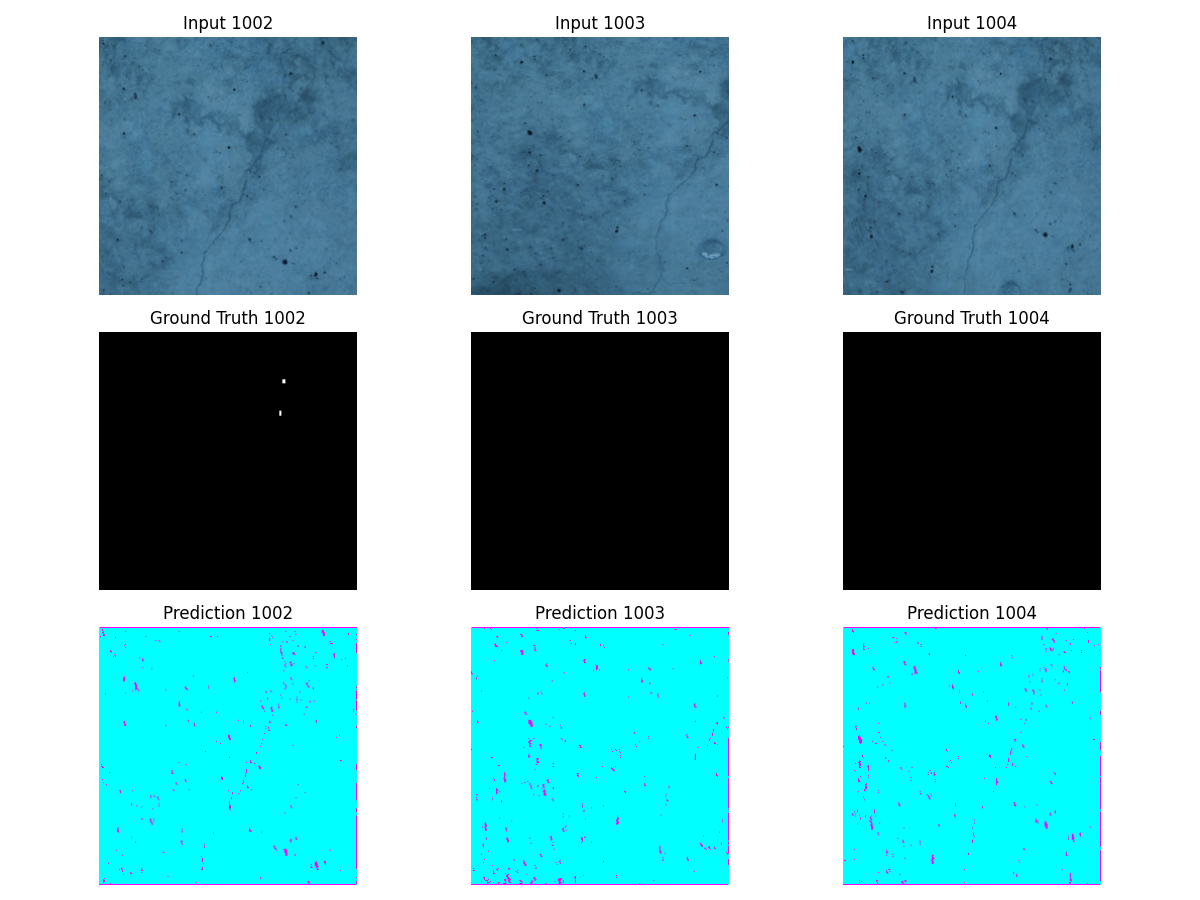 Input 1002
Input 1003
Input 1004
Ground Truth 1002
Ground Truth 1003
Ground Truth 1004
Prediction 1002
Prediction 1003
Prediction 1004